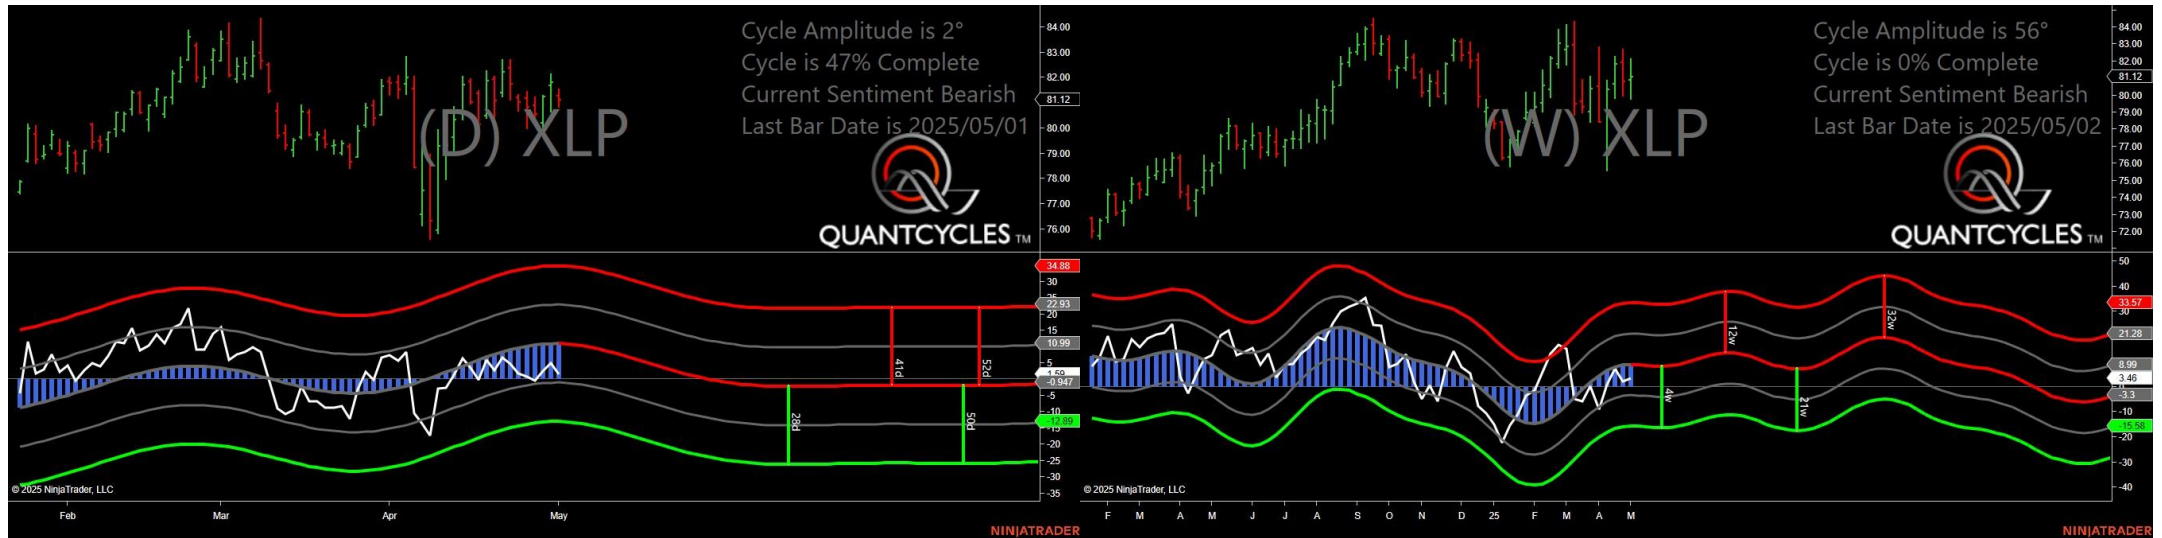 Cycle Amplitude is 2°
Cycle is 47% Complete
Current Sentiment Bearish
Last Bar Date is 2025/05/01
(D) XLP
QUANTCYCLES TM
84.00
83.00
82.00
81.12
80.00
79.00
78.00
77.00
76.00
34.88
30
22.93
20
15
10.99
5
1.59
-0.947
-5
-10
-12.89
-20
-25
-30
-35
28d
41d
50d
52d
© 2025 NinjaTrader, LLC
Feb Mar Apr May
NINJATRADER
Cycle Amplitude is 56°
Cycle is 0% Complete
Current Sentiment Bearish
Last Bar Date is 2025/05/02
(W) XLP
QUANTCYCLES TM
84.00
83.00
82.00
81.12
80.00
79.00
78.00
77.00
76.00
75.00
74.00
73.00
72.00
50
40
33.57
30
21.28
8.99
3.46
-3.3
-10
-15.58
-20
-30
-40
4w
12w
21w
32w
© 2025 NinjaTrader, LLC
F M A M J J A S O N D 25 F M A M
NINJATRADER